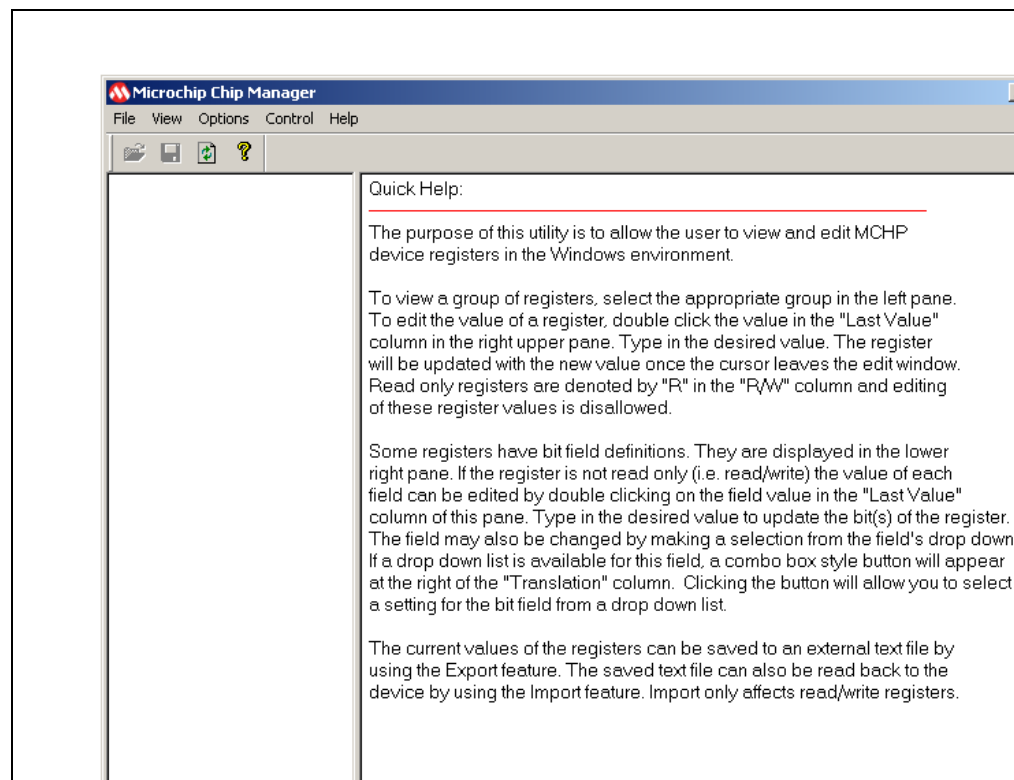 Microchip Chip Manager
File View Options Control Help
Quick Help:
The purpose of this utility is to allow the user to view and edit MCHP
device registers in the Windows environment.
To view a group of registers, select the appropriate group in the left pane.
To edit the value of a register, double click the value in the "Last Value"
column in the right upper pane. Type in the desired value. The register
will be updated with the new value once the cursor leaves the edit window.
Read only registers are denoted by "R" in the "R/W" column and editing
of these register values is disallowed.
Some registers have bit field definitions. They are displayed in the lower
right pane. If the register is not read only (i.e. read/write) the value of each
field can be edited by double clicking on the field value in the "Last Value"
column of this pane. Type in the desired value to update the bit(s) of the register.
The field may also be changed by making a selection from the field's drop down
If a drop down list is available for this field, a combo box style button will appear
at the right of the "Translation" column. Clicking the button will allow you to select
a setting for the bit field from a drop down list.
The current values of the registers can be saved to an external text file by
using the Export feature. The saved text file can also be read back to the
device by using the Import feature. Import only affects read/write registers.